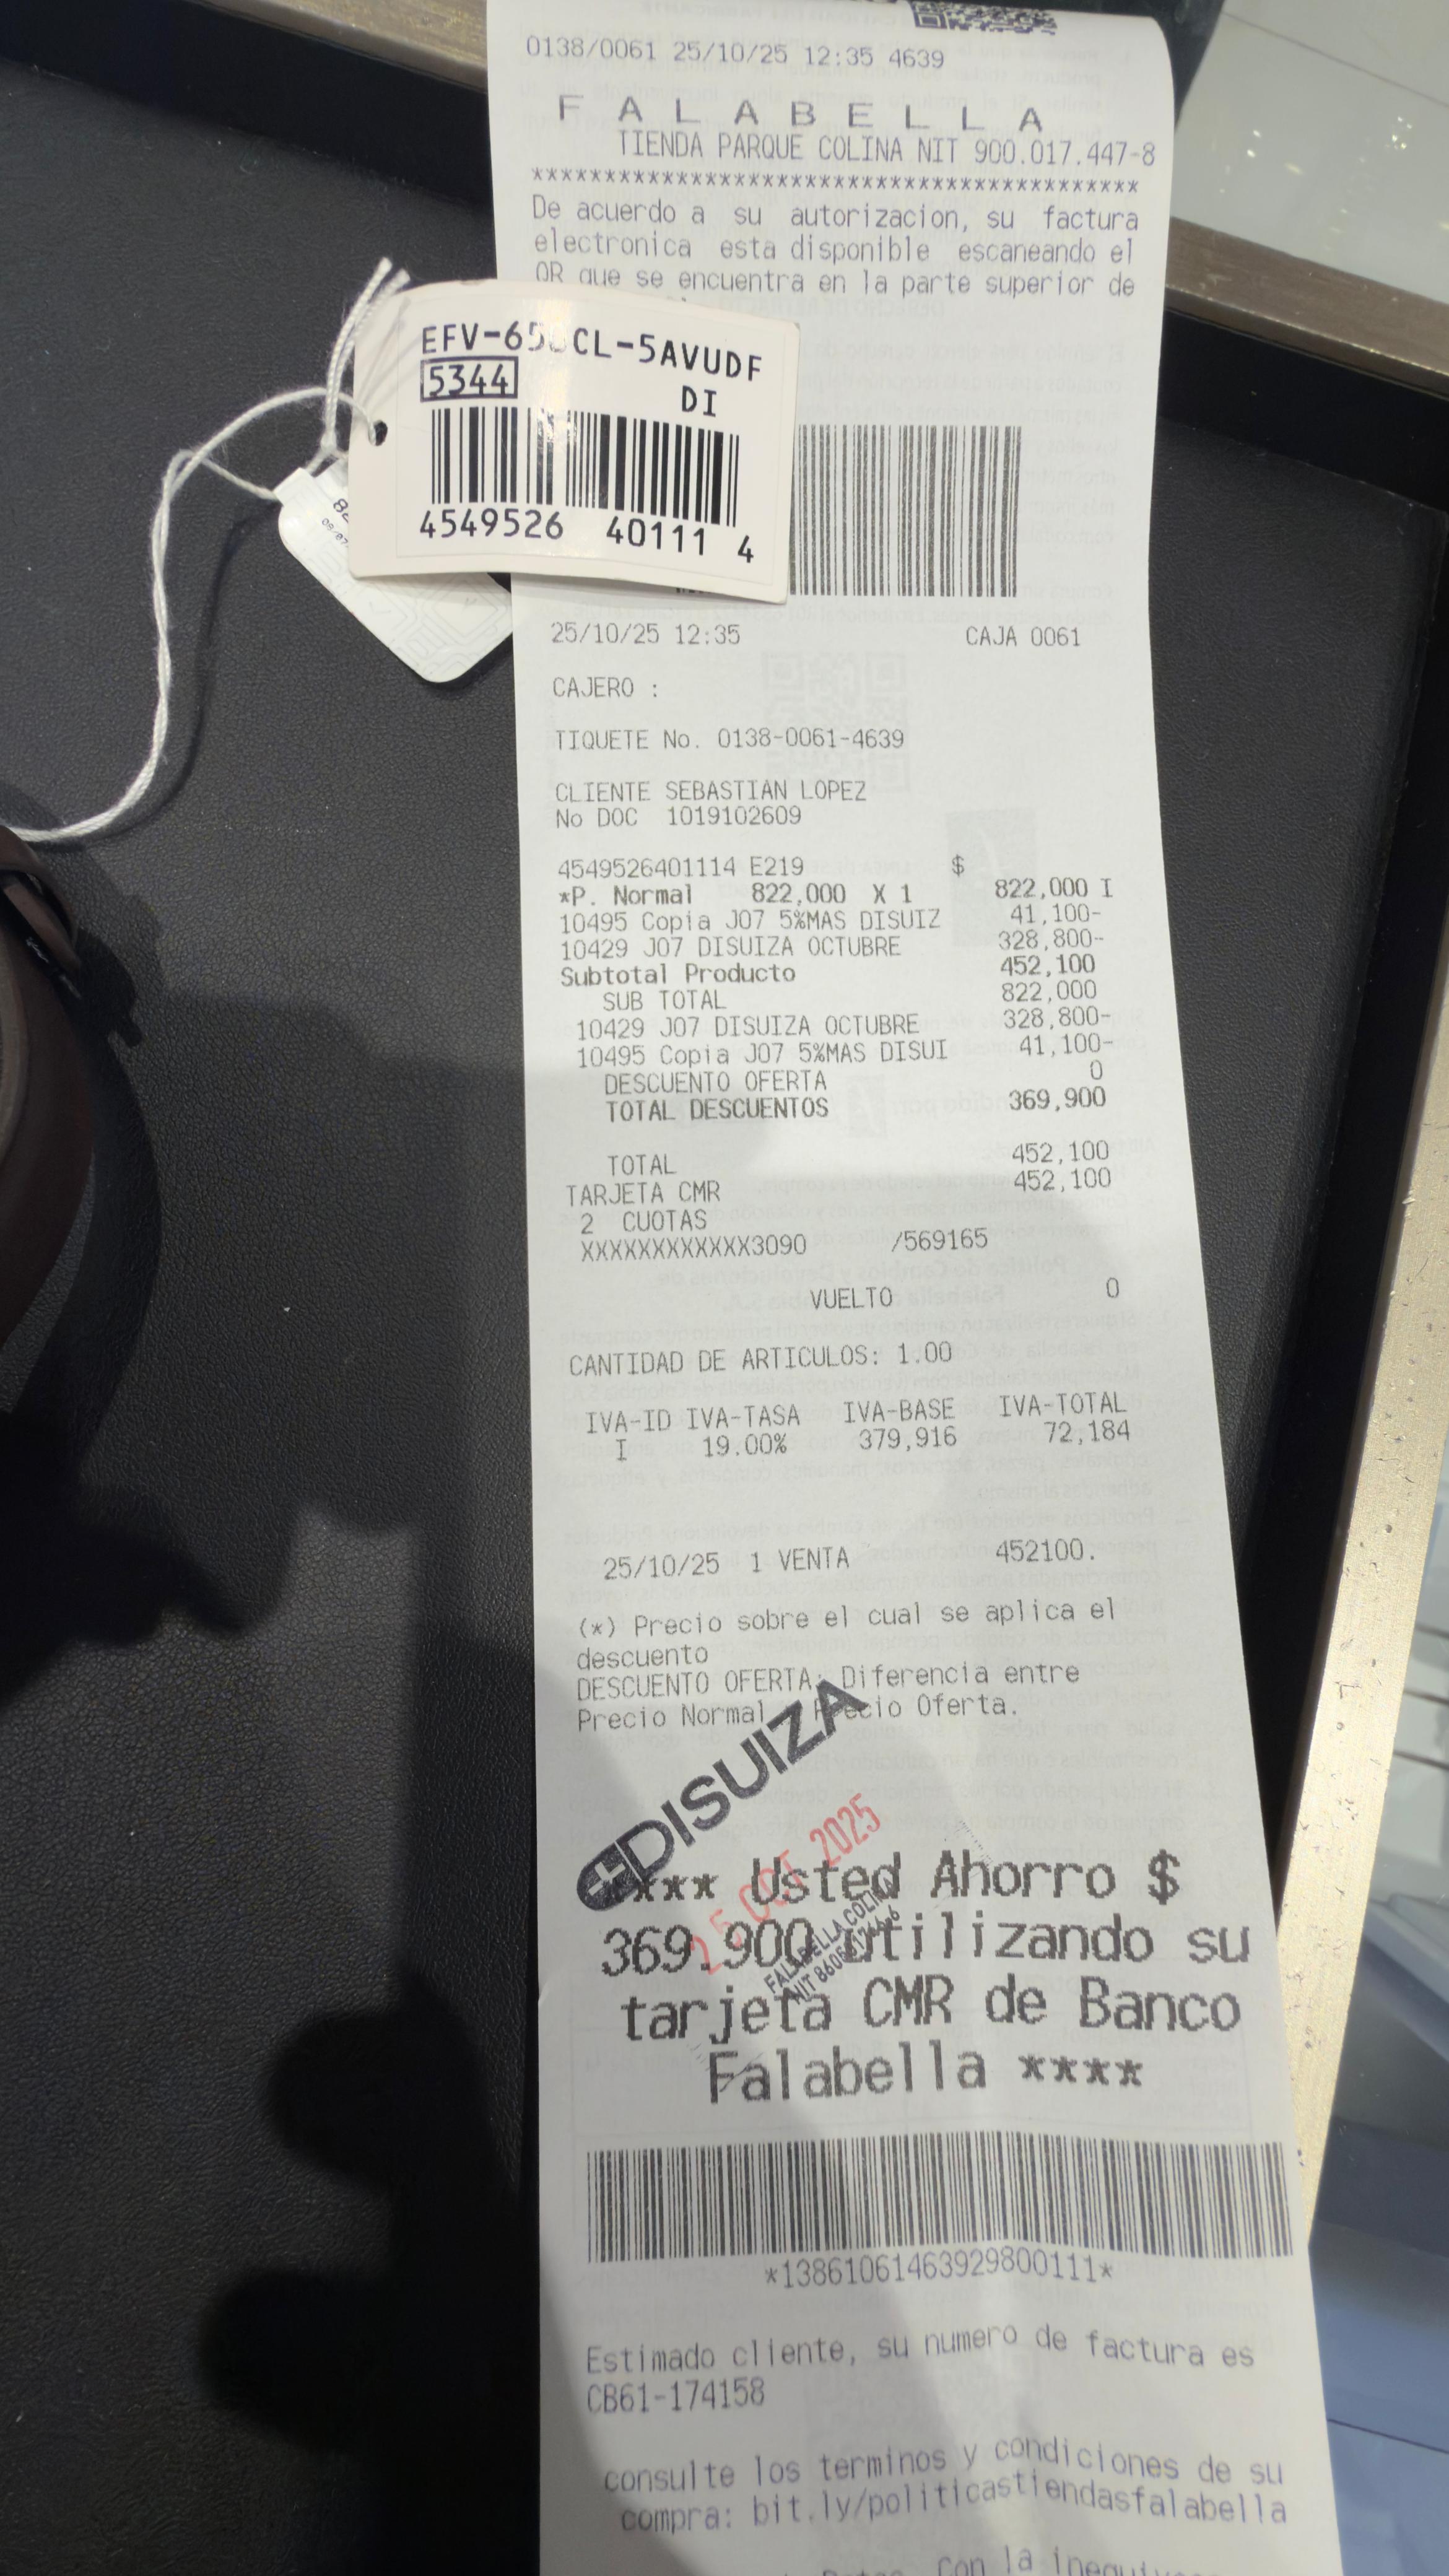 0138/0061 25/10/25 12:35 4639
FALABELLA
TIENDA PARQUE COLINA NIT 900.017.447-8
******************************************
De acuerdo a su autorizacion, su factura
electronica esta disponible escaneando el
QR que se encuentra en la parte superior de
EFV-650CL-5AVUDF
5344
DI
4549526 40111 4
25/10/25 12:35 CAJA 0061
CAJERO :
TIQUETE No. 0138-0061-4639
CLIENTE SEBASTIAN LOPEZ
No DOC 1019102609
4549526401114 E219 $
*P. Normal 822,000 X 1 822,000 I
10495 Copia J07 5%MAS DISUIZ 41,100-
10429 J07 DISUIZA OCTUBRE 328,800-
Subtotal Producto 452,100
SUB TOTAL 822,000
10429 J07 DISUIZA OCTUBRE 328,800-
10495 Copia J07 5%MAS DISUI 41,100-
DESCUENTO OFERTA 0
TOTAL DESCUENTOS 369,900
TOTAL 452,100
TARJETA CMR 452,100
2 CUOTAS
XXXXXXXXXXXX3090 /569165
VUELTO 0
CANTIDAD DE ARTICULOS: 1.00
IVA-ID IVA-TASA IVA-BASE IVA-TOTAL
I 19.00% 379,916 72,184
25/10/25 1 VENTA 452100.
(*) Precio sobre el cual se aplica el
descuento
DESCUENTO OFERTA: Diferencia entre
Precio Normal Precio Oferta.
DISUIZA
25 OCT 2025
FALABELLA COLINA
*** Usted Ahorro $
369.900 utilizando su
tarjeta CMR de Banco
Falabella ****
*13861061463929800111*
Estimado cliente, su numero de factura es
CB61-174158
consulte los terminos y condiciones de su
compra: bit.ly/politicastiendasfalabella
con la